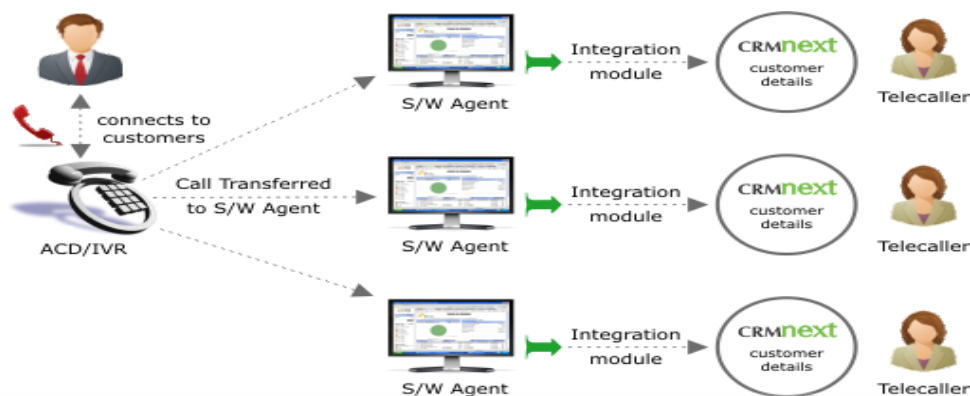 connects to
customers
Call Transferred
to S/W Agent
ACD/IVR
S/W Agent
Integration
module
CRMnext
customer
details
Telecaller
S/W Agent
Integration
module
CRMnext
customer
details
Telecaller
S/W Agent
Integration
module
CRMnext
customer
details
Telecaller